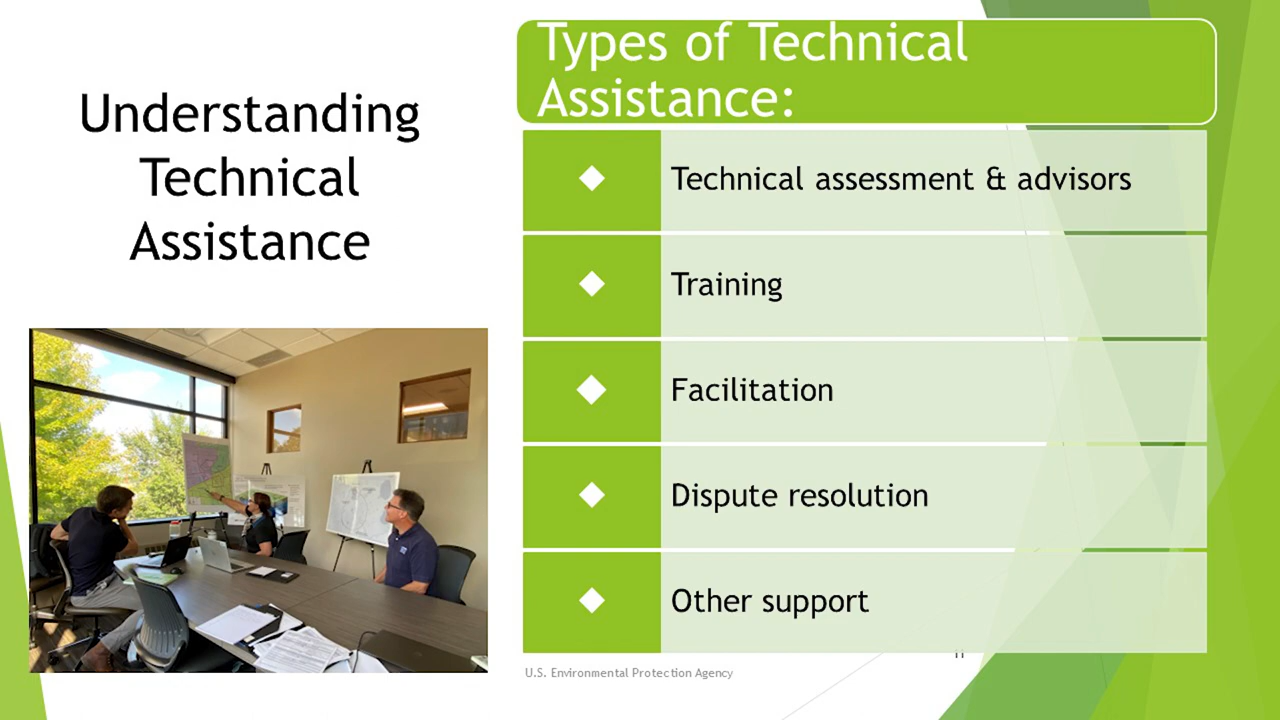 Understanding
Technical
Assistance
Types of Technical
Assistance:
Technical assessment & advisors
Training
Facilitation
Dispute resolution
Other support
U.S. Environmental Protection Agency